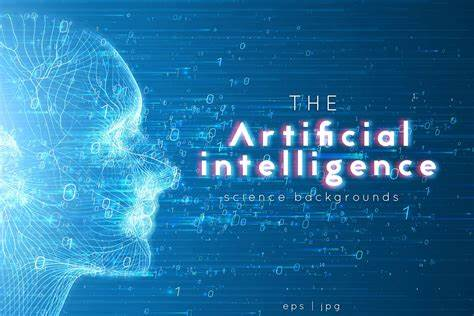 THE
Artificial
intelligence
science backgrounds
eps | jpg